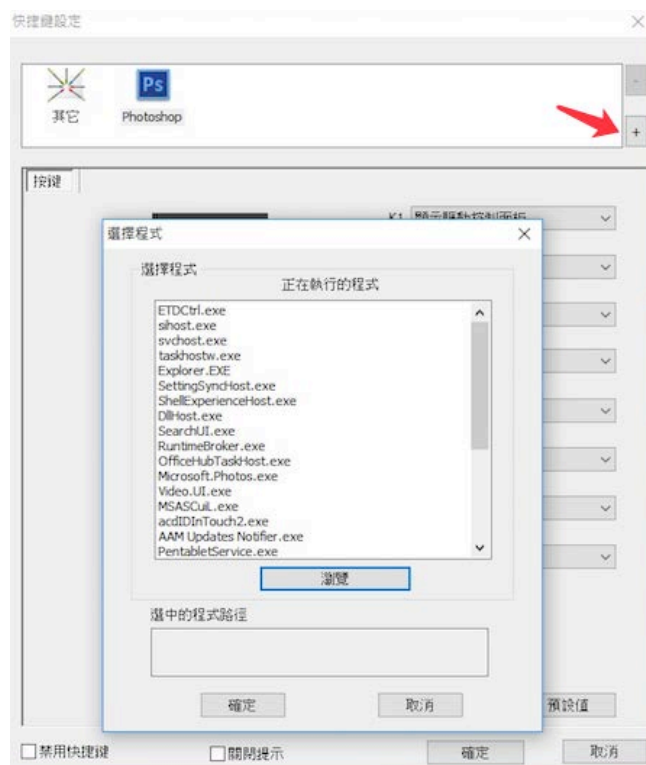 快捷鍵設定
Ps
其它
Photoshop
-
+
按鍵
K1 顯示驅動控制面板
選擇程式
選擇程式
正在執行的程式
ETDCtrl.exe
sihost.exe
svchost.exe
taskhostw.exe
Explorer.EXE
SettingSyncHost.exe
ShellExperienceHost.exe
DllHost.exe
SearchUI.exe
RuntimeBroker.exe
OfficeHubTaskHost.exe
Microsoft.Photos.exe
Video.UI.exe
MSASCuiL.exe
acdIDInTouch2.exe
AAM Updates Notifier.exe
PentabletService.exe
瀏覽
選中的程式路徑
確定
取消
預設值
禁用快捷鍵
關閉提示
確定
取消